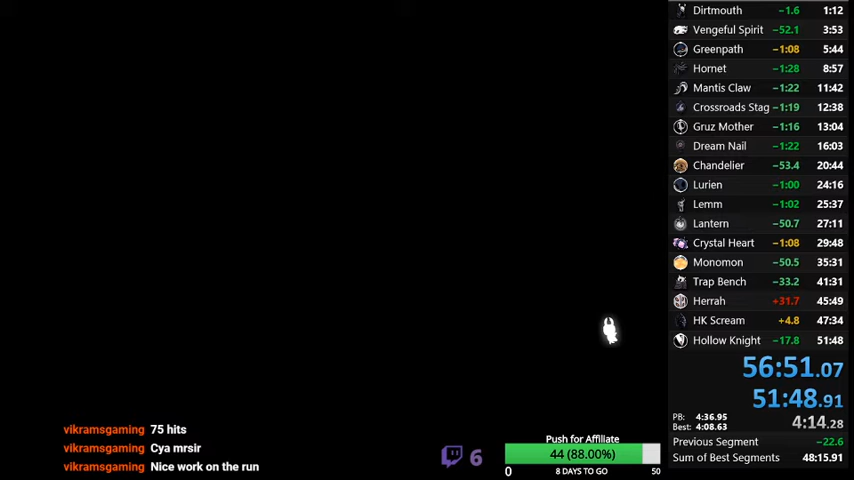 Dirtmouth -1.6 1:12
Vengeful Spirit -52.1 3:53
Greenpath -1:08 5:44
Hornet -1:28 8:57
Mantis Claw -1:22 11:42
Crossroads Stag -1:19 12:38
Gruz Mother -1:16 13:04
Dream Nail -1:22 16:03
Chandelier -53.4 20:44
Lurien -1:00 24:16
Lemm -1:02 25:37
Lantern -50.7 27:11
Crystal Heart -1:08 29:48
Monomon -50.5 35:31
Trap Bench -33.2 41:31
Herrah +31.7 45:49
HK Scream +4.8 47:34
Hollow Knight -17.8 51:48
56:51.07
51:48.91
PB: 4:36.95
Best: 4:08.63
4:14.28
Previous Segment -22.6
Sum of Best Segments 48:15.91
vikramsgaming 75 hits
vikramsgaming Cya mrsir
vikramsgaming Nice work on the run
6
Push for Affiliate
44 (88.00%)
0 8 DAYS TO GO 50